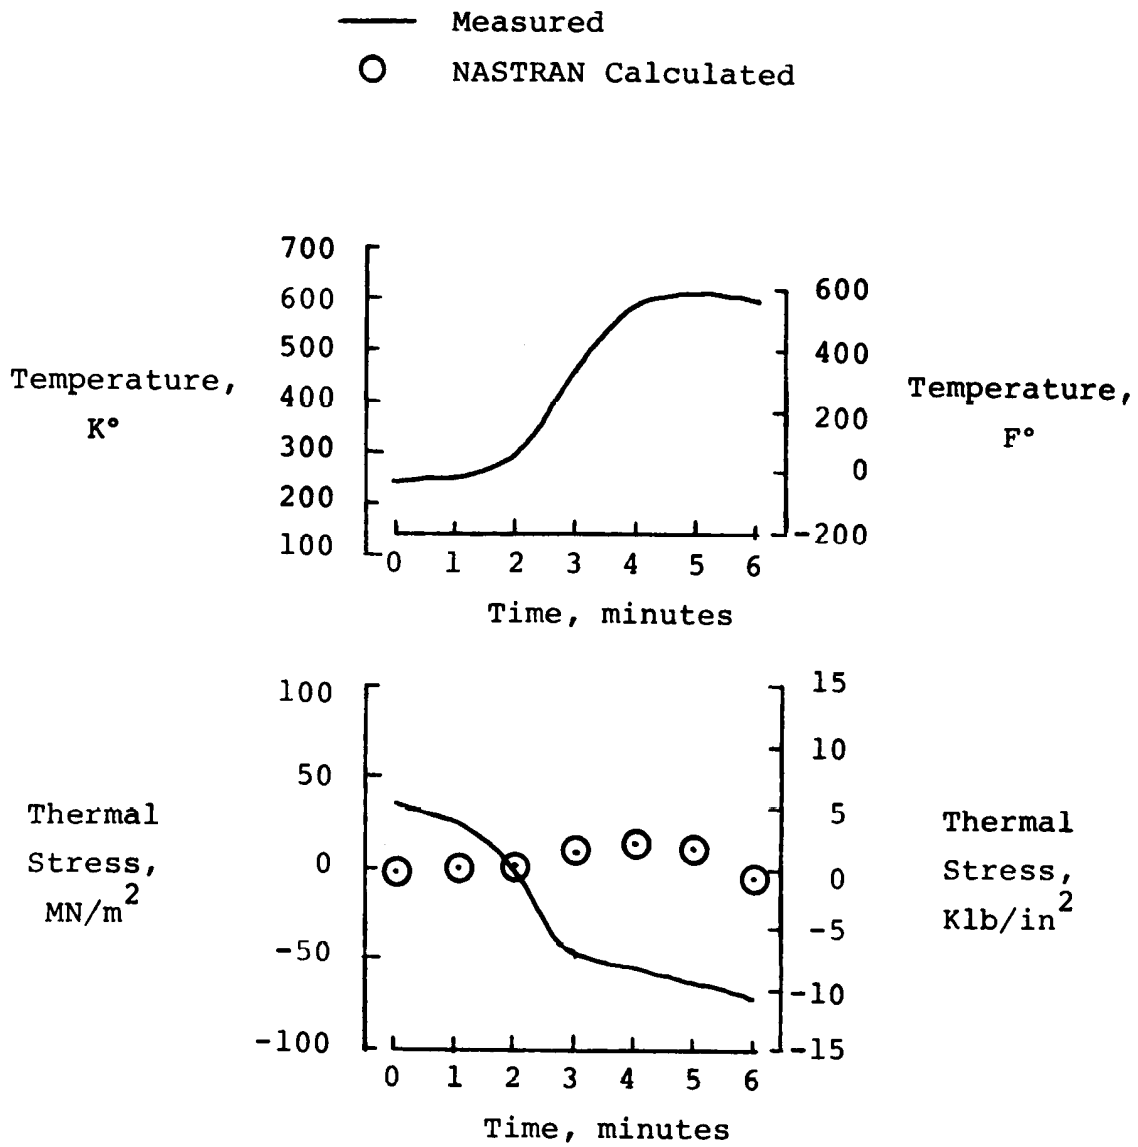 Measured
NASTRAN Calculated
700
600
500
400
300
200
100
Temperature,
K°
600
400
200
0
-200
Temperature,
F°
0 1 2 3 4 5 6
Time, minutes
100
50
0
-50
-100
Thermal
Stress,
MN/m²
15
10
5
0
-5
-10
-15
Thermal
Stress,
Klb/in²
0 1 2 3 4 5 6
Time, minutes